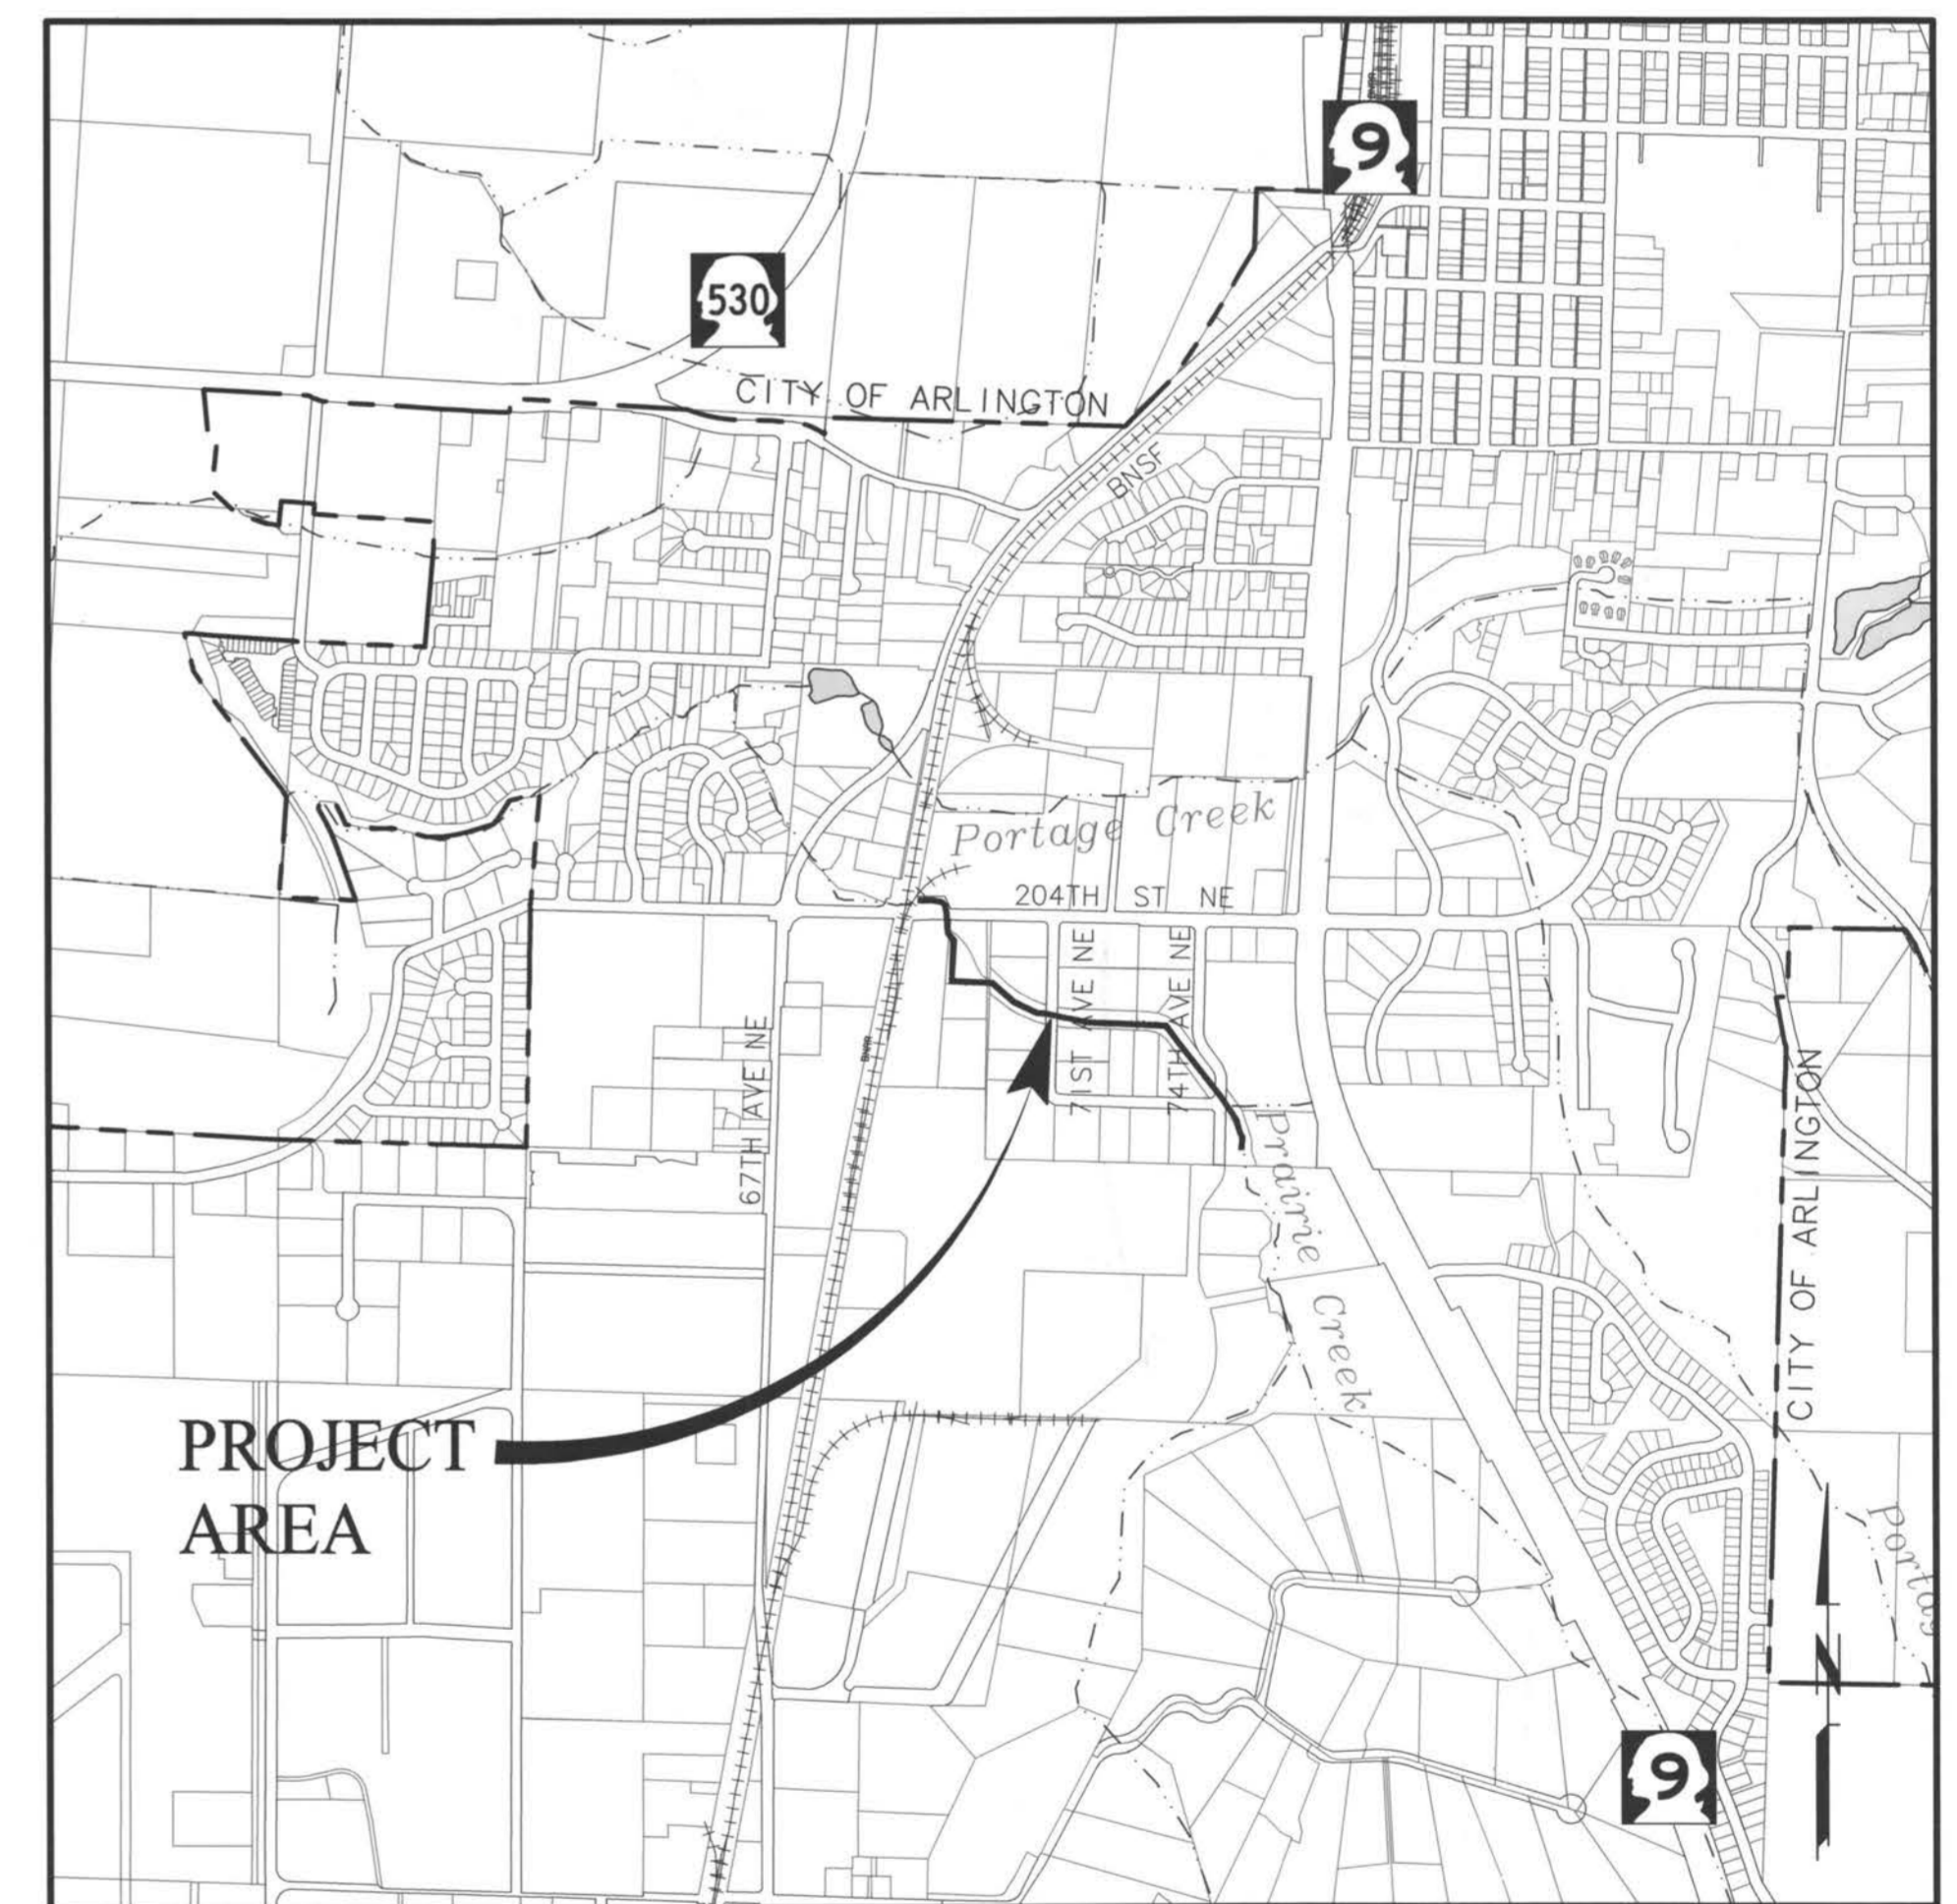 9
530
CITY OF ARLINGTON
BNSF
Portage Creek
204TH ST NE
71ST AVE NE
74TH AVE NE
67TH AVE NE
Prairie Creek
CITY OF ARLINGTON
PROJECT
AREA
Portag
N
9